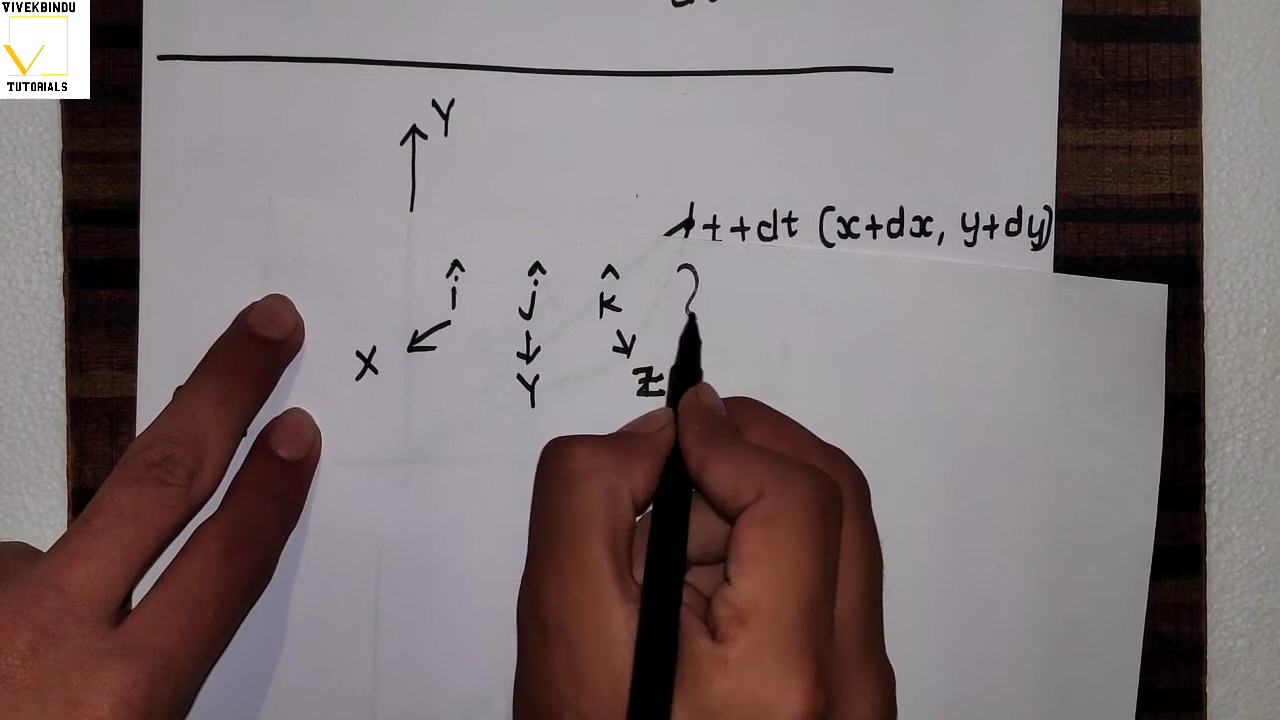 VIVEKBINDU
TUTORIALS
Y
t+dt (x+dx, y+dy)
î ĵ k̂ ?
X Y Z